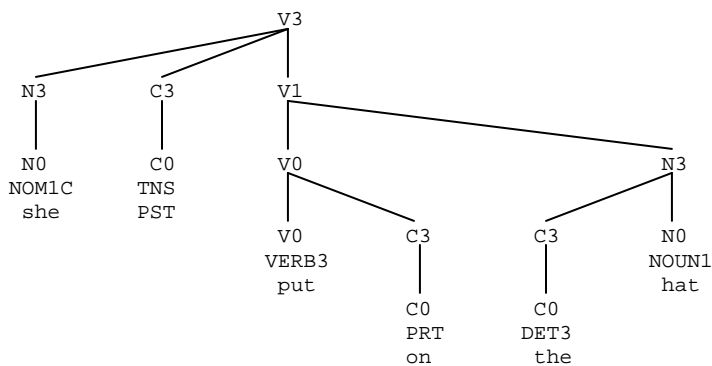 V3
N3 C3 V1
N0 C0 V0 N3
NOM1C TNS
she PST
V0 C3 C3 N0
VERB3 NOUN1
put hat
C0 C0
PRT DET3
on the